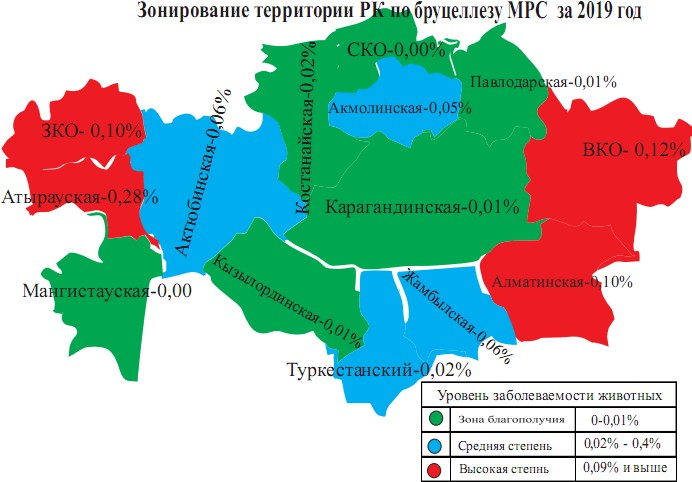 Зонирование территории РК по бруцеллезу МРС за 2019 год
СКО-0,00%
Костанайская-0,02%
Павлодарская-0,01%
Акмолинская-0,05%
ЗКО- 0,10%
Актюбинская-0,06%
ВКО- 0,12%
Атырауская-0,28%
Карагандинская-0,01%
Мангистауская-0,00
Кызылординская-0,01%
Жамбылская-0,06%
Алматинская-0,10%
Туркестанский-0,02%
Уровень заболеваемости животных
Зона благополучия 0-0,01%
Средняя степень 0,02% - 0,4%
Высокая степнь 0,09% и выше